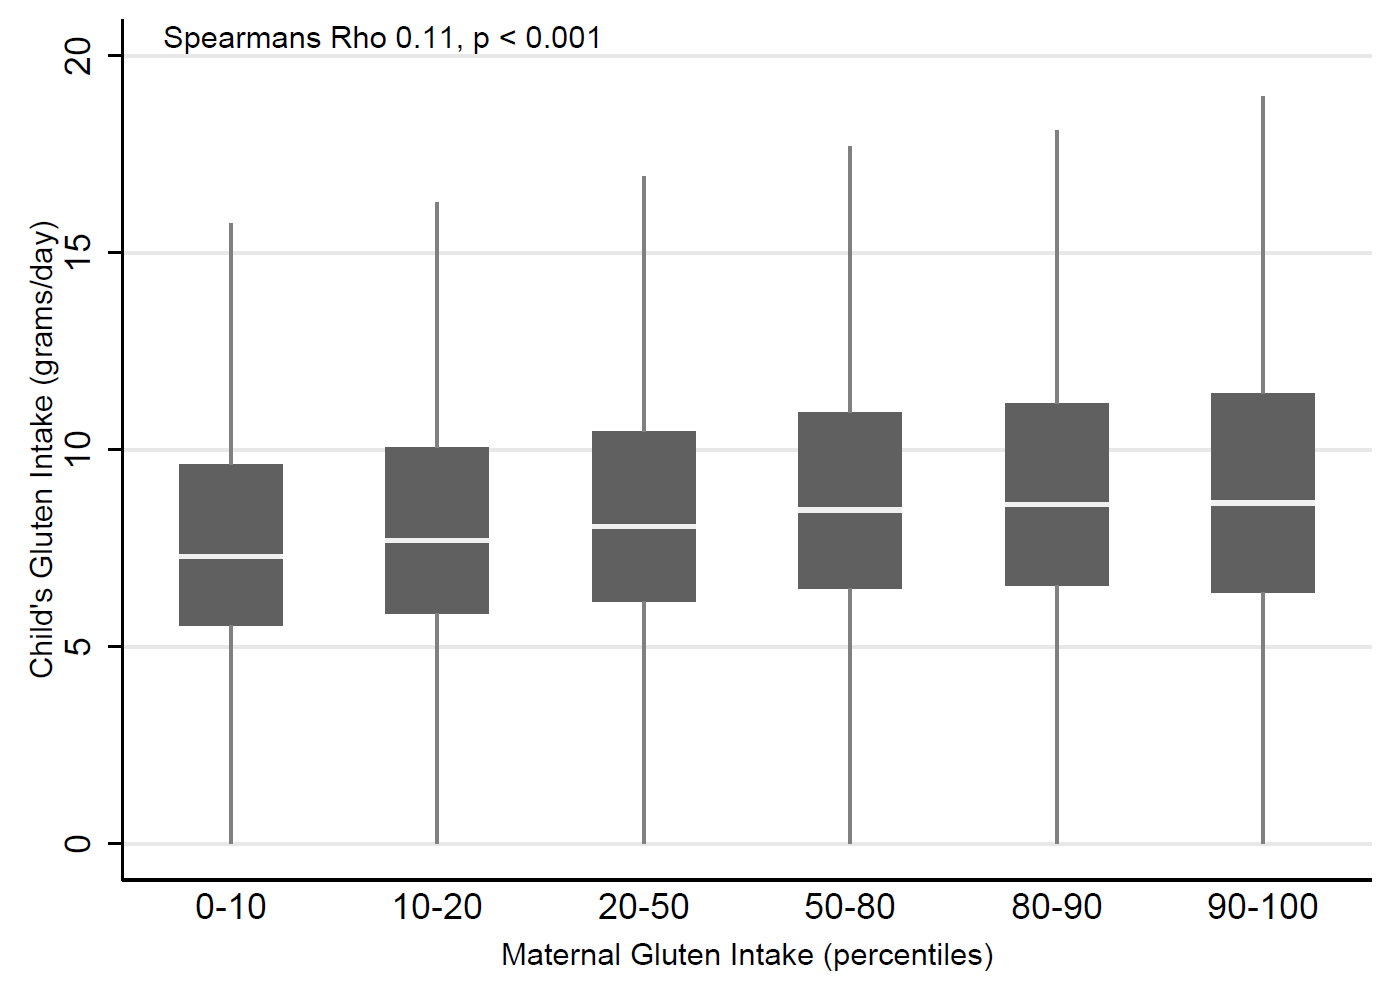 Spearmans Rho 0.11, p < 0.001
20
15
10
5
0
Child's Gluten Intake (grams/day)
0-10 10-20 20-50 50-80 80-90 90-100
Maternal Gluten Intake (percentiles)